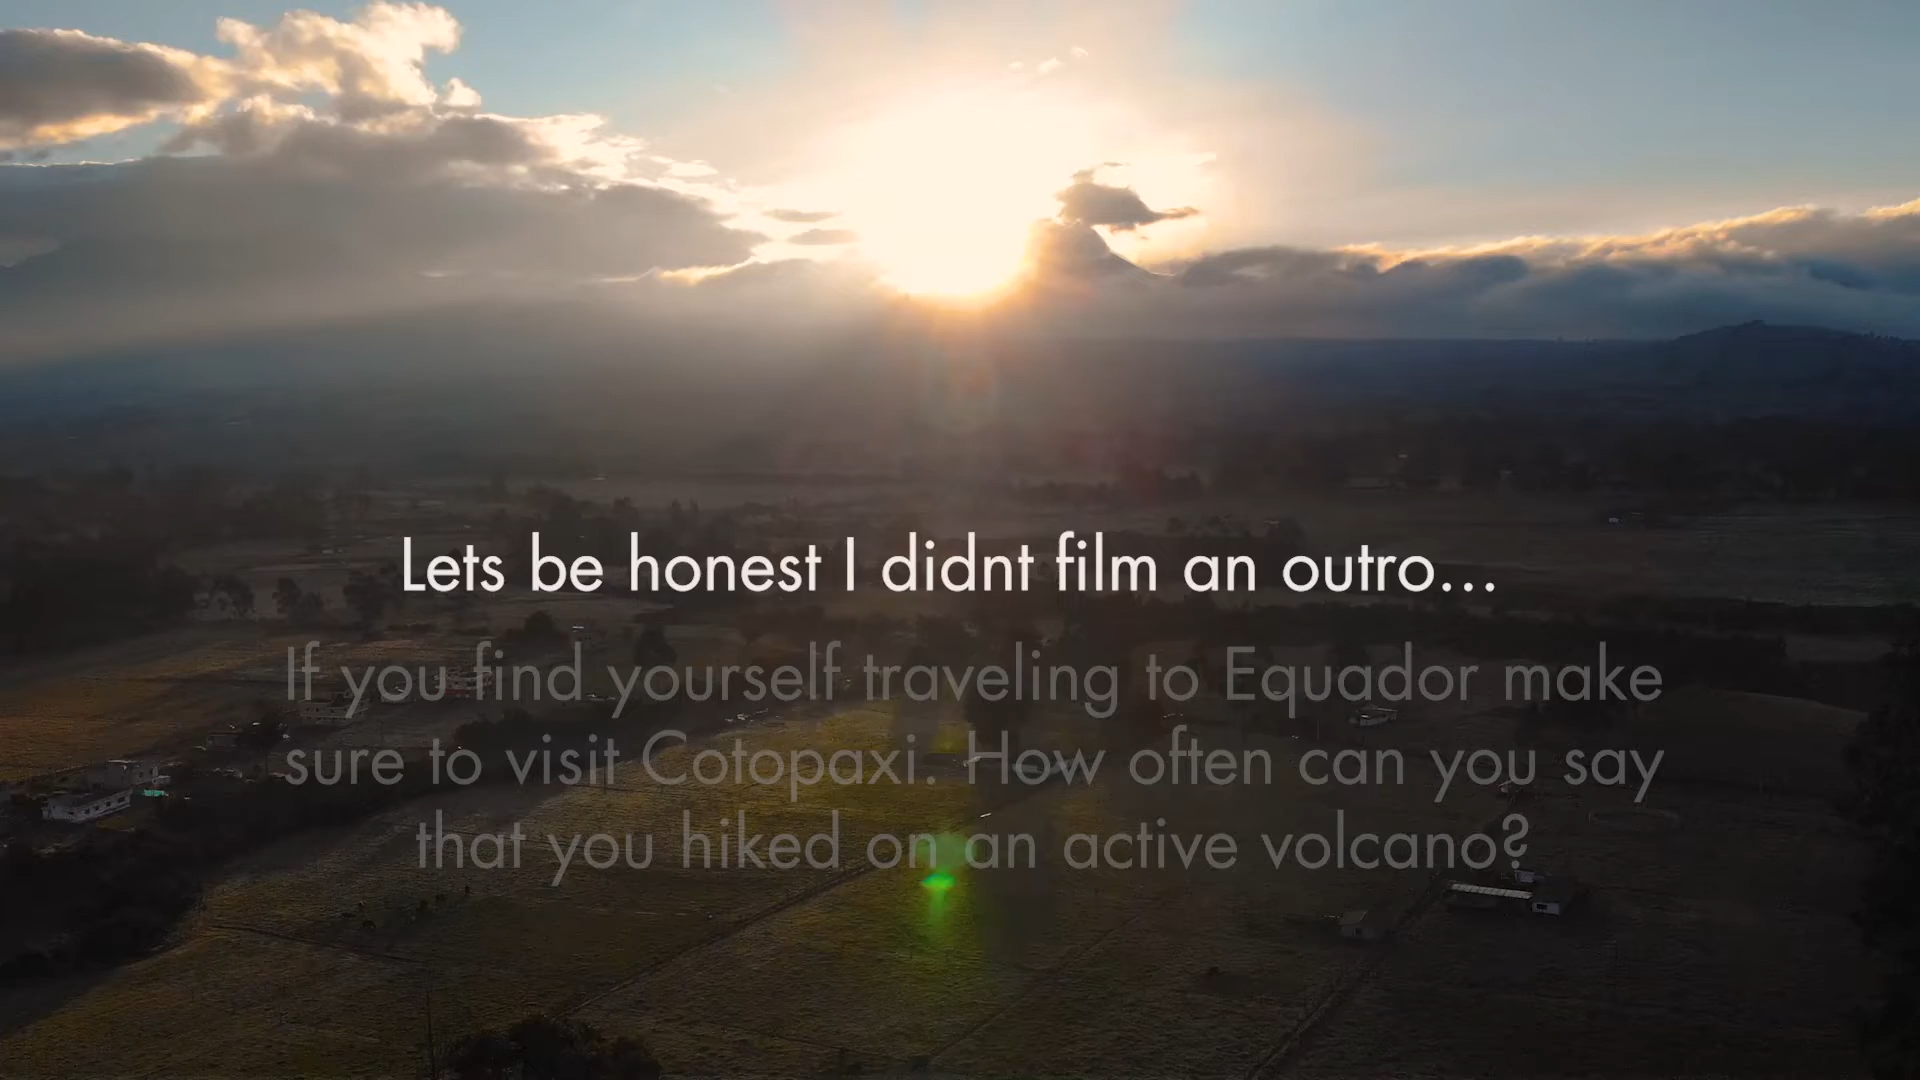 Lets be honest I didnt film an outro...
If you find yourself traveling to Equador make
sure to visit Cotopaxi. How often can you say
that you hiked on an active volcano?